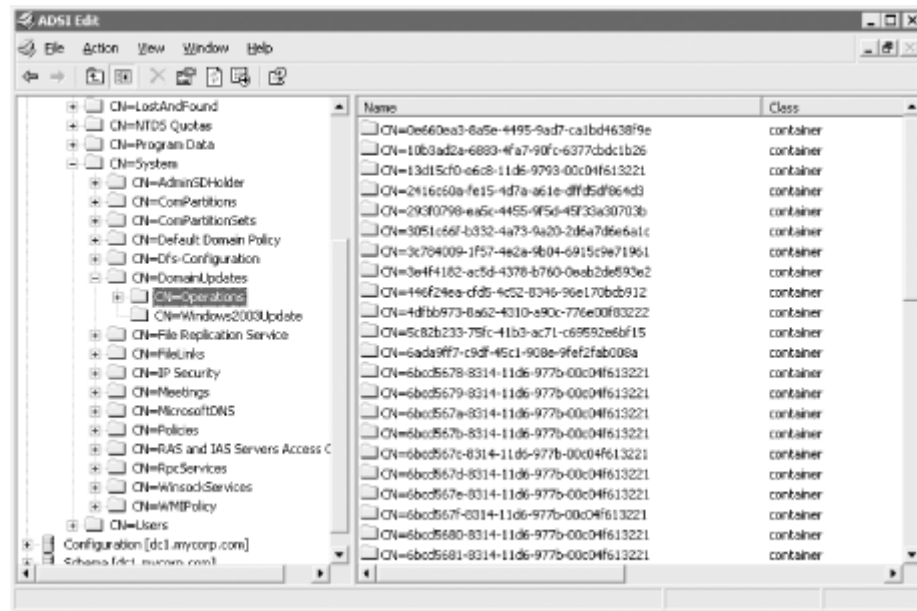 ADSI Edit
File Action View Window Help
CN=LostAndFound
CN=NTDS Quotas
CN=Program Data
CN=System
CN=AdminSDHolder
CN=ComPartitions
CN=ComPartitionSets
CN=Default Domain Policy
CN=Dfs-Configuration
CN=DomainUpdates
CN=Operations
CN=Windows2003Update
CN=File Replication Service
CN=FileLinks
CN=IP Security
CN=Meetings
CN=MicrosoftDNS
CN=Policies
CN=RAS and IAS Servers Access C
CN=RpcServices
CN=WinsockServices
CN=WMIPolicy
CN=Users
Configuration [dc1.mycorp.com]
Schema [dc1.mycorp.com]
Name Class
CN=0e660ea3-8a5e-4495-9ad7-ca1bd4638f9e container
CN=10b3ad2a-6883-4fa7-90fc-6377cbdc1b26 container
CN=13d15cf0-e6c8-11d6-9793-00c04f613221 container
CN=2416c60a-fe15-4d7a-a61e-dffd5df864d3 container
CN=293f0798-ea5c-4455-9f5d-45f33a30703b container
CN=3051c66f-b332-4a73-9a20-2d6a7d6e6a1c container
CN=3c784009-1f57-4e2a-9b04-6915c9e71961 container
CN=3e4f4182-ac5d-4378-b760-0eab2de593e2 container
CN=446f24ea-cfd5-4c52-8346-96e170bcb912 container
CN=4dfbb973-8a62-4310-a90c-776e00f83222 container
CN=5c82b233-75fc-41b3-ac71-c69592e6bf15 container
CN=6ada9ff7-c9df-45c1-908e-9fef2fab008a container
CN=6bcd5678-8314-11d6-977b-00c04f613221 container
CN=6bcd5679-8314-11d6-977b-00c04f613221 container
CN=6bcd567a-8314-11d6-977b-00c04f613221 container
CN=6bcd567b-8314-11d6-977b-00c04f613221 container
CN=6bcd567c-8314-11d6-977b-00c04f613221 container
CN=6bcd567d-8314-11d6-977b-00c04f613221 container
CN=6bcd567e-8314-11d6-977b-00c04f613221 container
CN=6bcd567f-8314-11d6-977b-00c04f613221 container
CN=6bcd5680-8314-11d6-977b-00c04f613221 container
CN=6bcd5681-8314-11d6-977b-00c04f613221 container